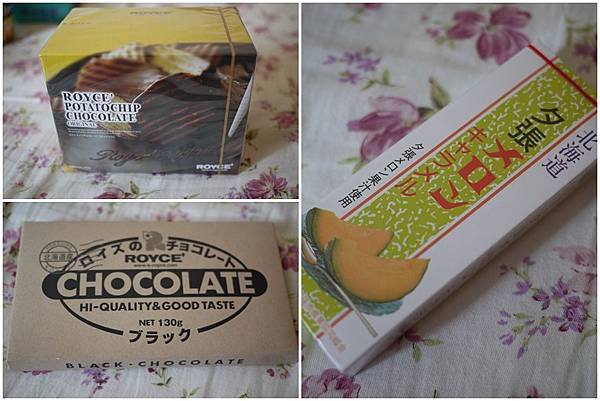 ROYCE'
POTATOCHIP
CHOCOLATE
ORIGINAL
ROYCE'
北海道
夕張メロン
キャラメル
夕張メロン果汁使用
北海道産
ロイズのチョコレート
ROYCE'
CHOCOLATE
HI-QUALITY&GOOD TASTE
NET 130g
ブラック
BLACK・CHOCOLATE